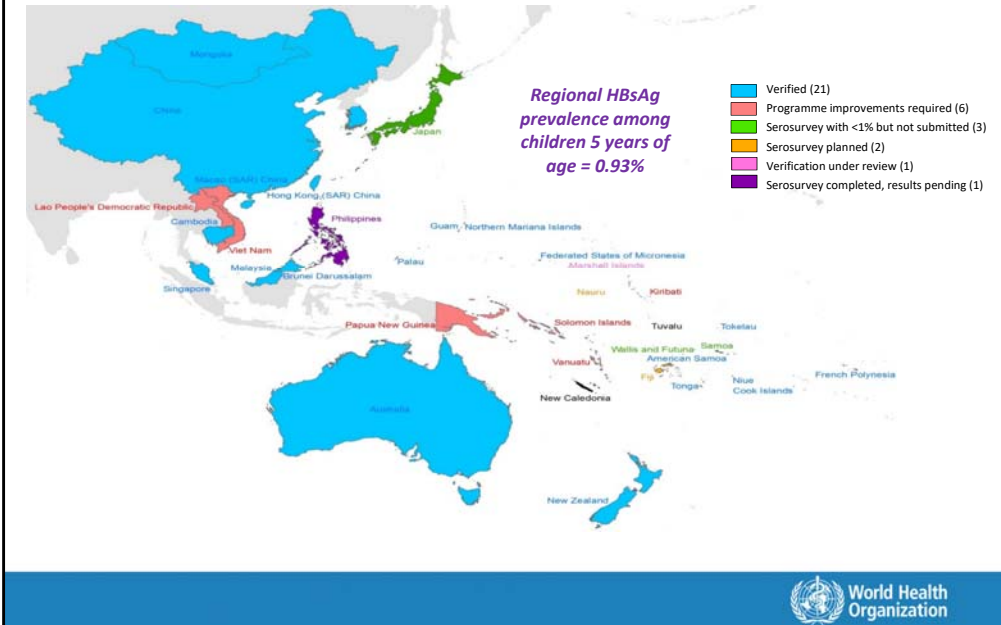 Regional HBsAg
prevalence among
children 5 years of
age = 0.93%
Verified (21)
Programme improvements required (6)
Serosurvey with <1% but not submitted (3)
Serosurvey planned (2)
Verification under review (1)
Serosurvey completed, results pending (1)
Mongolia
China
Japan
Macao (SAR) China
Hong Kong (SAR) China
Lao People's Democratic Republic
Cambodia
Philippines
Guam
Northern Mariana Islands
Viet Nam
Malaysia
Brunei Darussalam
Palau
Federated States of Micronesia
Marshall Islands
Singapore
Nauru
Kiribati
Papua New Guinea
Solomon Islands
Tuvalu
Tokelau
Wallis and Futuna
Samoa
American Samoa
Vanuatu
Fiji
Tonga
Niue
Cook Islands
French Polynesia
New Caledonia
Australia
New Zealand
World Health
Organization